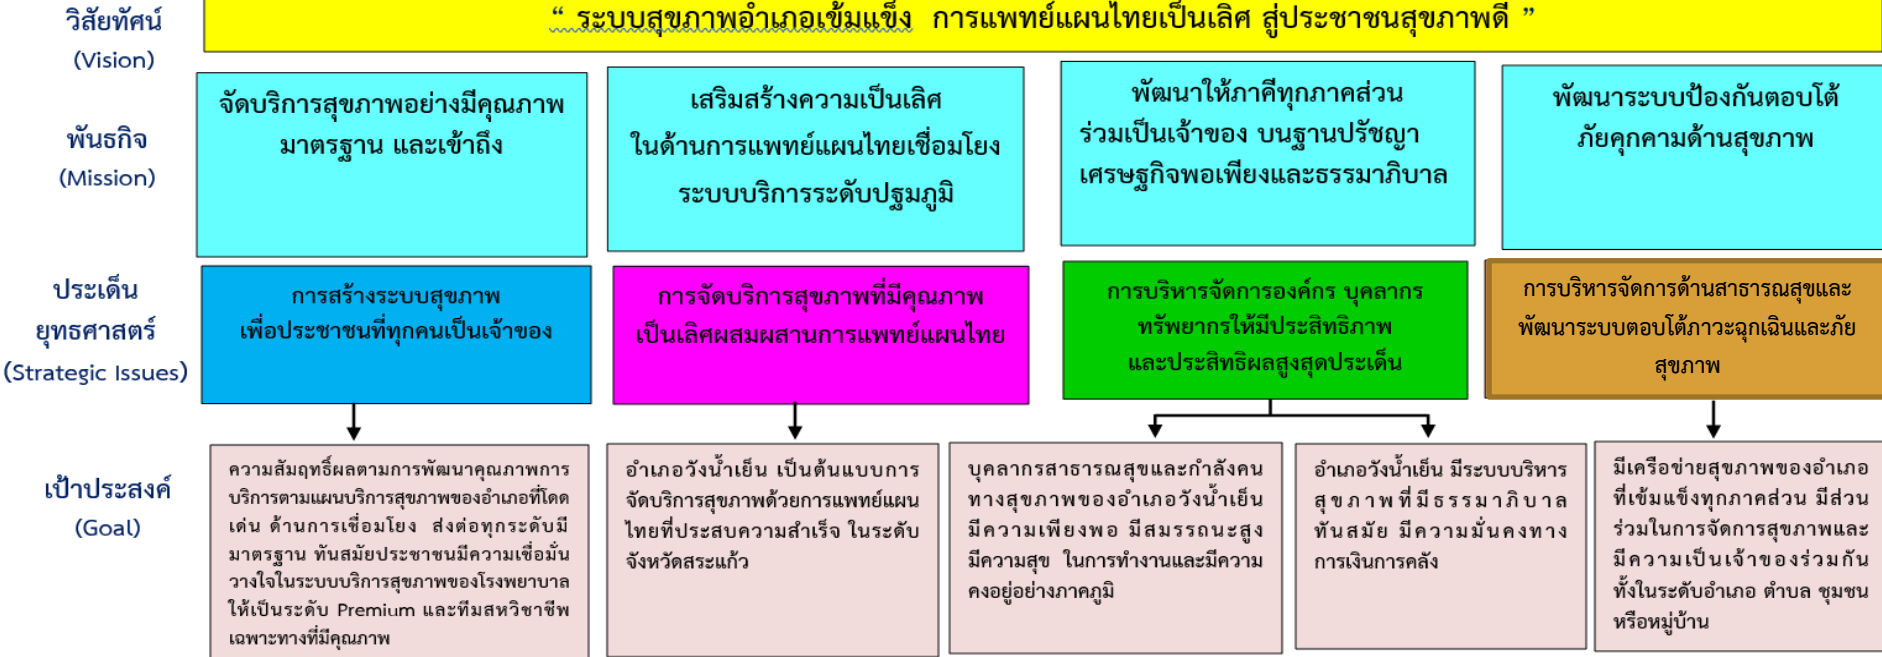 วิสัยทัศน์
(Vision)
“ ระบบสุขภาพอำเภอเข้มแข็ง การแพทย์แผนไทยเป็นเลิศ สู่ประชาชนสุขภาพดี ”
พันธกิจ
(Mission)
จัดบริการสุขภาพอย่างมีคุณภาพ
มาตรฐาน และเข้าถึง
เสริมสร้างความเป็นเลิศ
ในด้านการแพทย์แผนไทยเชื่อมโยง
ระบบบริการระดับปฐมภูมิ
พัฒนาให้ภาคีทุกภาคส่วน
ร่วมเป็นเจ้าของ บนฐานปรัชญา
เศรษฐกิจพอเพียงและธรรมาภิบาล
พัฒนาระบบป้องกันตอบโต้
ภัยคุกคามด้านสุขภาพ
ประเด็น
ยุทธศาสตร์
(Strategic Issues)
การสร้างระบบสุขภาพ
เพื่อประชาชนที่ทุกคนเป็นเจ้าของ
การจัดบริการสุขภาพที่มีคุณภาพ
เป็นเลิศผสมผสานการแพทย์แผนไทย
การบริหารจัดการองค์กร บุคลากร
ทรัพยากรให้มีประสิทธิภาพ
และประสิทธิผลสูงสุดประเด็น
การบริหารจัดการด้านสาธารณสุขและ
พัฒนาระบบตอบโต้ภาวะฉุกเฉินและภัย
สุขภาพ
เป้าประสงค์
(Goal)
ความสัมฤทธิ์ผลตามการพัฒนาคุณภาพการ
บริการตามแผนบริการสุขภาพของอำเภอที่โดด
เด่น ด้านการเชื่อมโยง ส่งต่อทุกระดับมี
มาตรฐาน ทันสมัยประชาชนมีความเชื่อมั่น
วางใจในระบบบริการสุขภาพของโรงพยาบาล
ให้เป็นระดับ Premium และทีมสหวิชาชีพ
เฉพาะทางที่มีคุณภาพ
อำเภอวังน้ำเย็น เป็นต้นแบบการ
จัดบริการสุขภาพด้วยการแพทย์แผน
ไทยที่ประสบความสำเร็จ ในระดับ
จังหวัดสระแก้ว
บุคลากรสาธารณสุขและกำลังคน
ทางสุขภาพของอำเภอวังน้ำเย็น
มีความเพียงพอ มีสมรรถนะสูง
มีความสุข ในการทำงานและมีความ
คงอยู่อย่างภาคภูมิ
อำเภอวังน้ำเย็น มีระบบบริหาร
สุขภาพที่มีธรรมาภิบาล
ทันสมัย มีความมั่นคงทาง
การเงินการคลัง
มีเครือข่ายสุขภาพของอำเภอ
ที่เข้มแข็งทุกภาคส่วน มีส่วน
ร่วมในการจัดการสุขภาพและ
มีความเป็นเจ้าของร่วมกัน
ทั้งในระดับอำเภอ ตำบล ชุมชน
หรือหมู่บ้าน